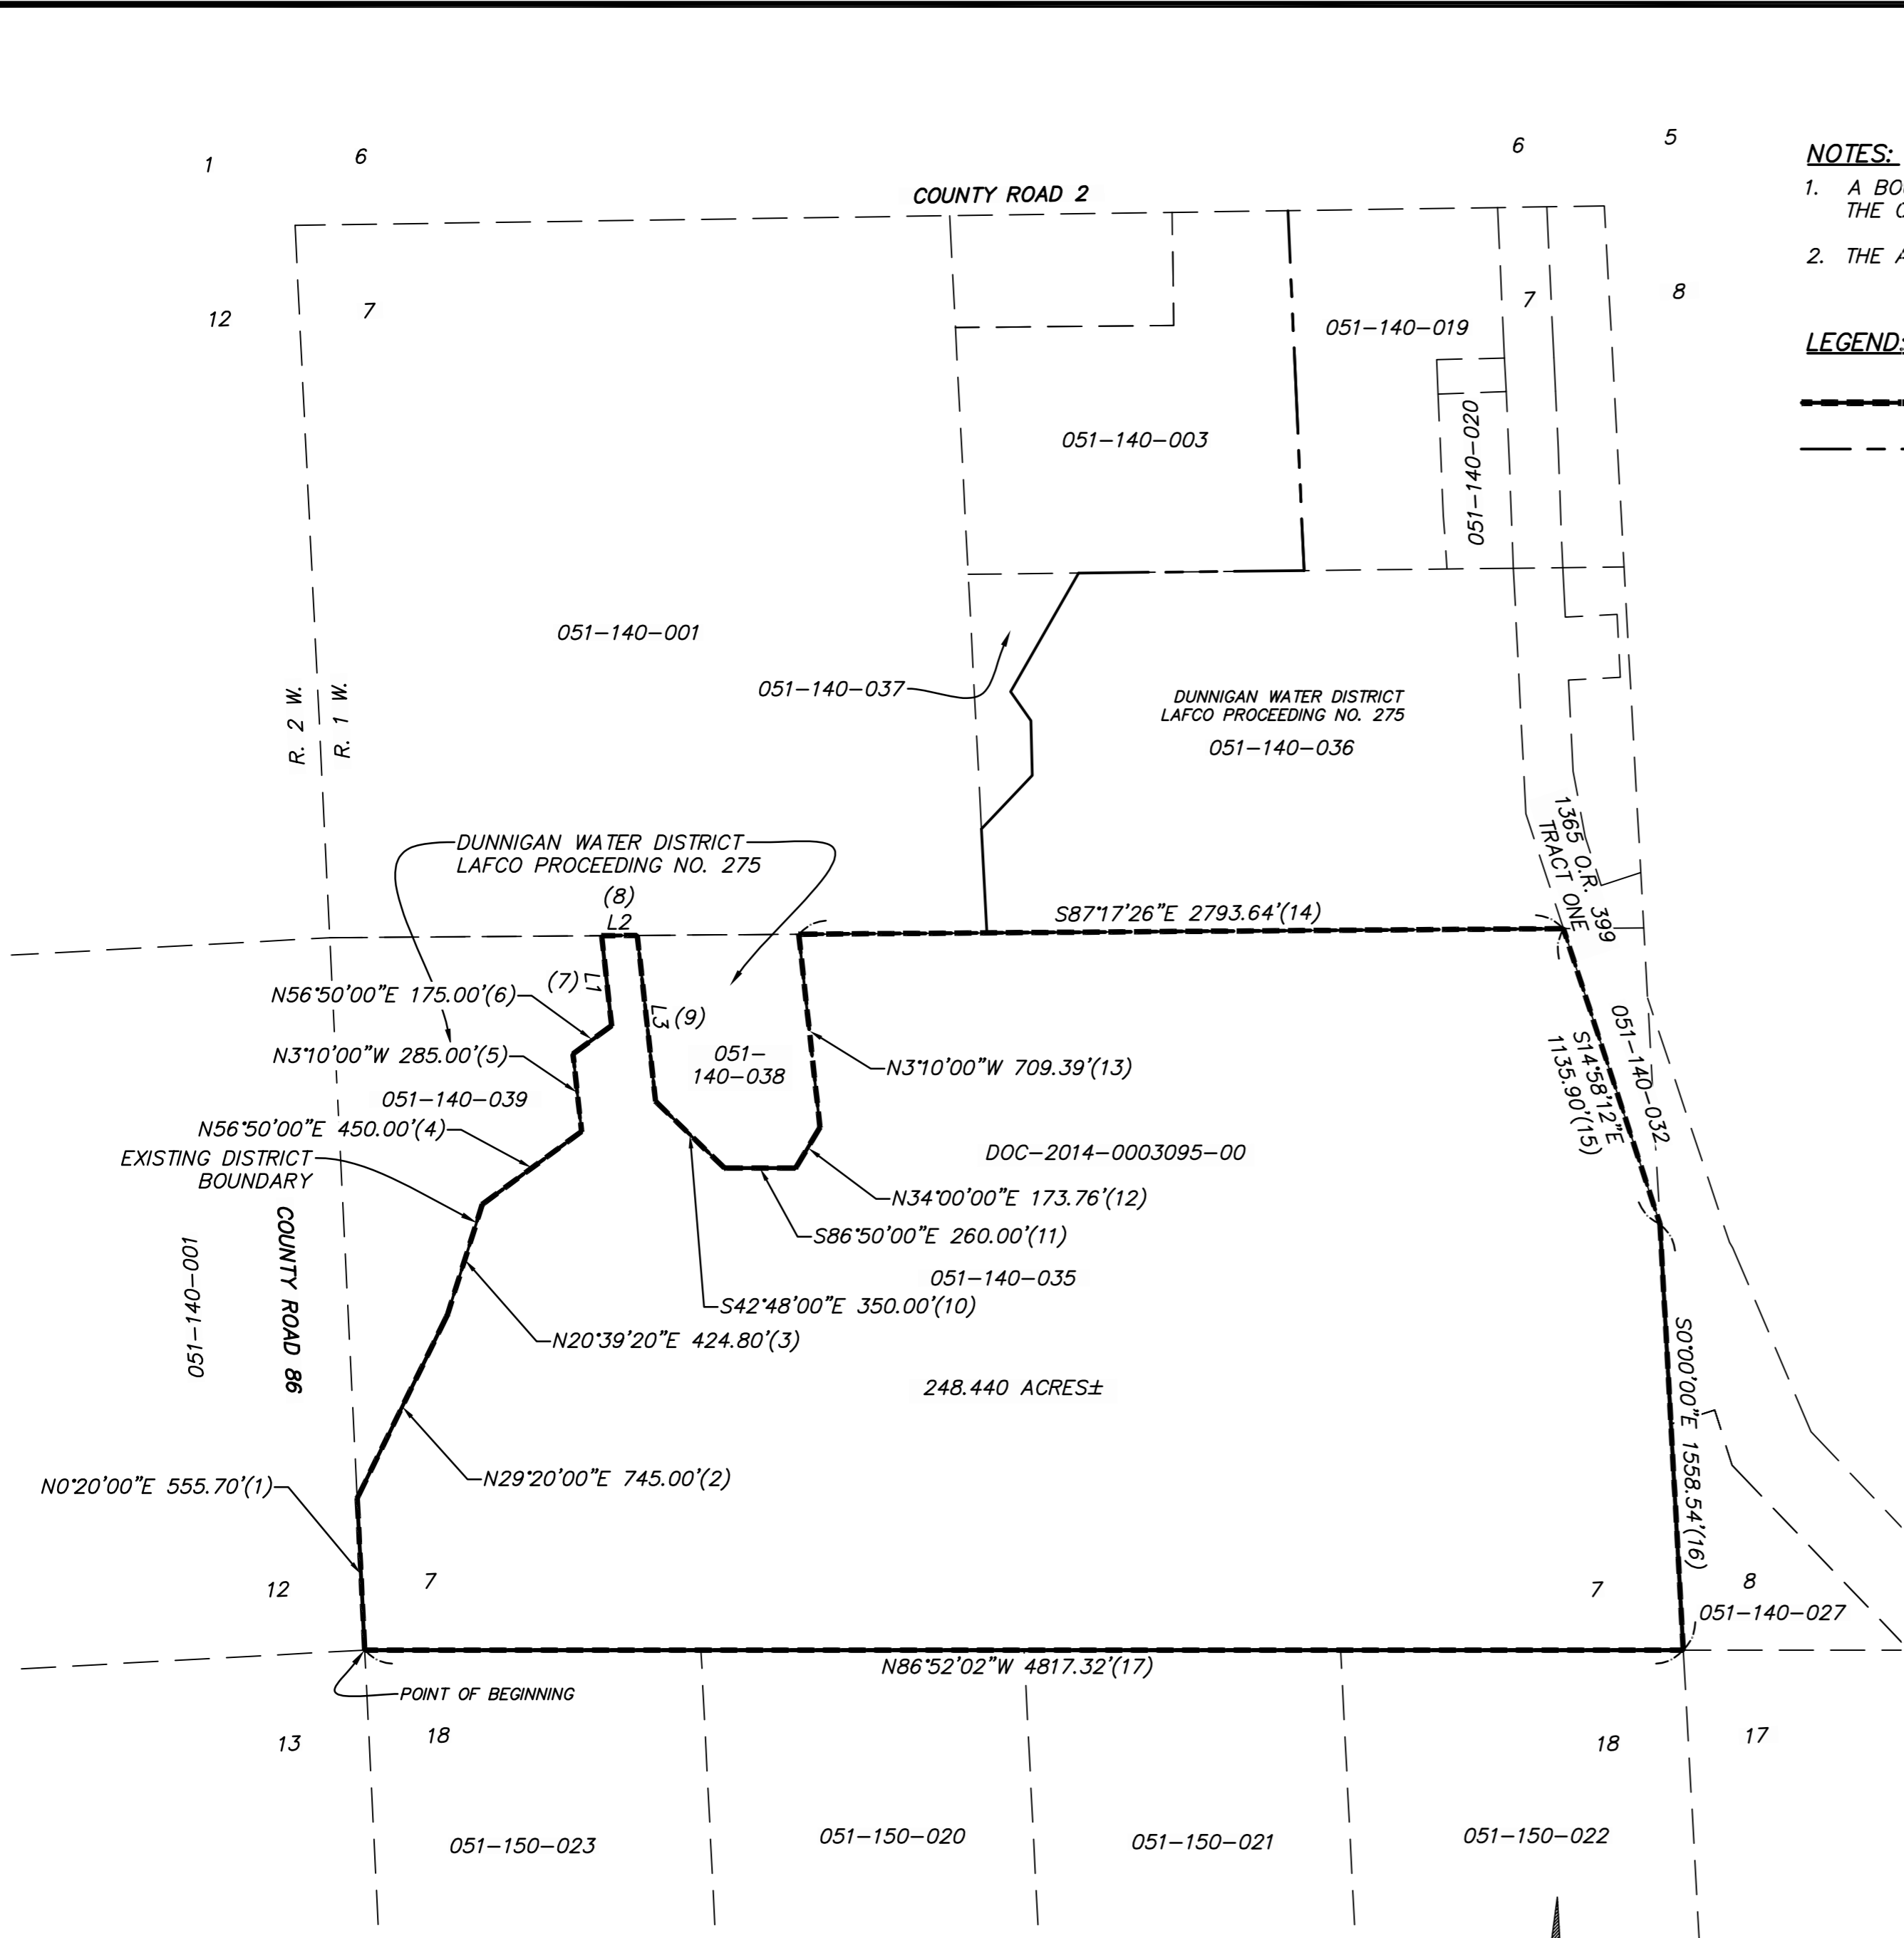 1
6
6
5
COUNTY ROAD 2
NOTES:
1. A BO
THE
2. THE A
12
7
7
8
051-140-019
LEGEND:
051-140-003
051-140-020
051-140-001
051-140-037
R. 2 W.
R. 1 W.
DUNNIGAN WATER DISTRICT
LAFCO PROCEEDING NO. 275
051-140-036
1365 O.R. 399
TRACT ONE
DUNNIGAN WATER DISTRICT
LAFCO PROCEEDING NO. 275
(8)
L2
S87°17'26"E 2793.64'(14)
(7) L1
N56°50'00"E 175.00'(6)
L3 (9)
N3°10'00"W 285.00'(5)
051-
140-038
N3°10'00"W 709.39'(13)
051-140-032
S14°58'12"E
1135.90'(15)
051-140-039
N56°50'00"E 450.00'(4)
EXISTING DISTRICT
BOUNDARY
DOC-2014-0003095-00
N34°00'00"E 173.76'(12)
S86°50'00"E 260.00'(11)
051-140-001
COUNTY ROAD 86
051-140-035
S42°48'00"E 350.00'(10)
N20°39'20"E 424.80'(3)
248.440 ACRES±
S0°00'00"E 1558.54'(16)
N29°20'00"E 745.00'(2)
N0°20'00"E 555.70'(1)
12
7
7
8
051-140-027
N86°52'02"W 4817.32'(17)
POINT OF BEGINNING
13
18
18
17
051-150-023
051-150-020
051-150-021
051-150-022